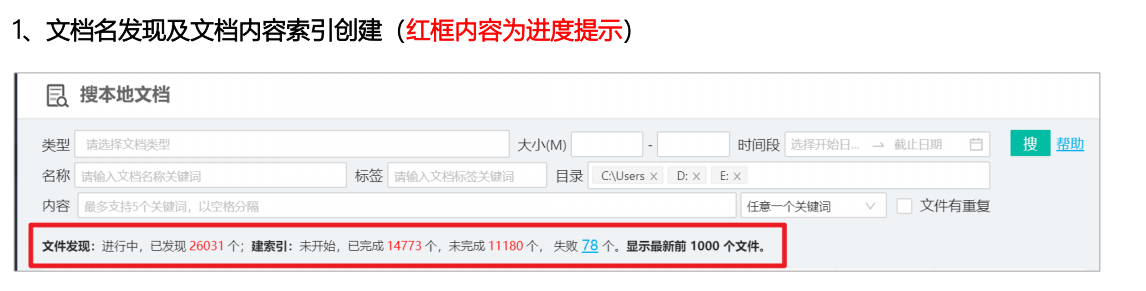 1、文档名发现及文档内容索引创建（红框内容为进度提示）
搜本地文档
类型 请选择文档类型 大小(M) - 时间段 选择开始日... → 截止日期 搜 帮助
名称 请输入文档名称关键词 标签 请输入文档标签关键词 目录 C:\Users × D: × E: ×
内容 最多支持5个关键词，以空格分隔 任意一个关键词 文件有重复
文件发现：进行中，已发现 26031 个；建索引：未开始，已完成 14773 个，未完成 11180 个， 失败 78 个。显示最新前 1000 个文件。